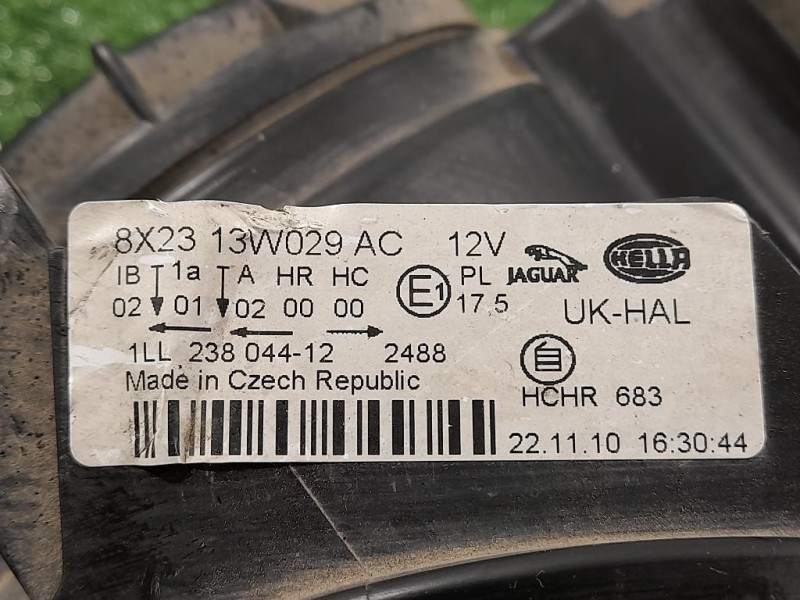 8X23 13W029 AC 12V JAGUAR HELLA
IB 1a A HR HC E1 PL
02 01 02 00 00 17.5 UK-HAL
1LL 238 044-12 2488 自
Made in Czech Republic HCHR 683
22.11.10 16:30:44